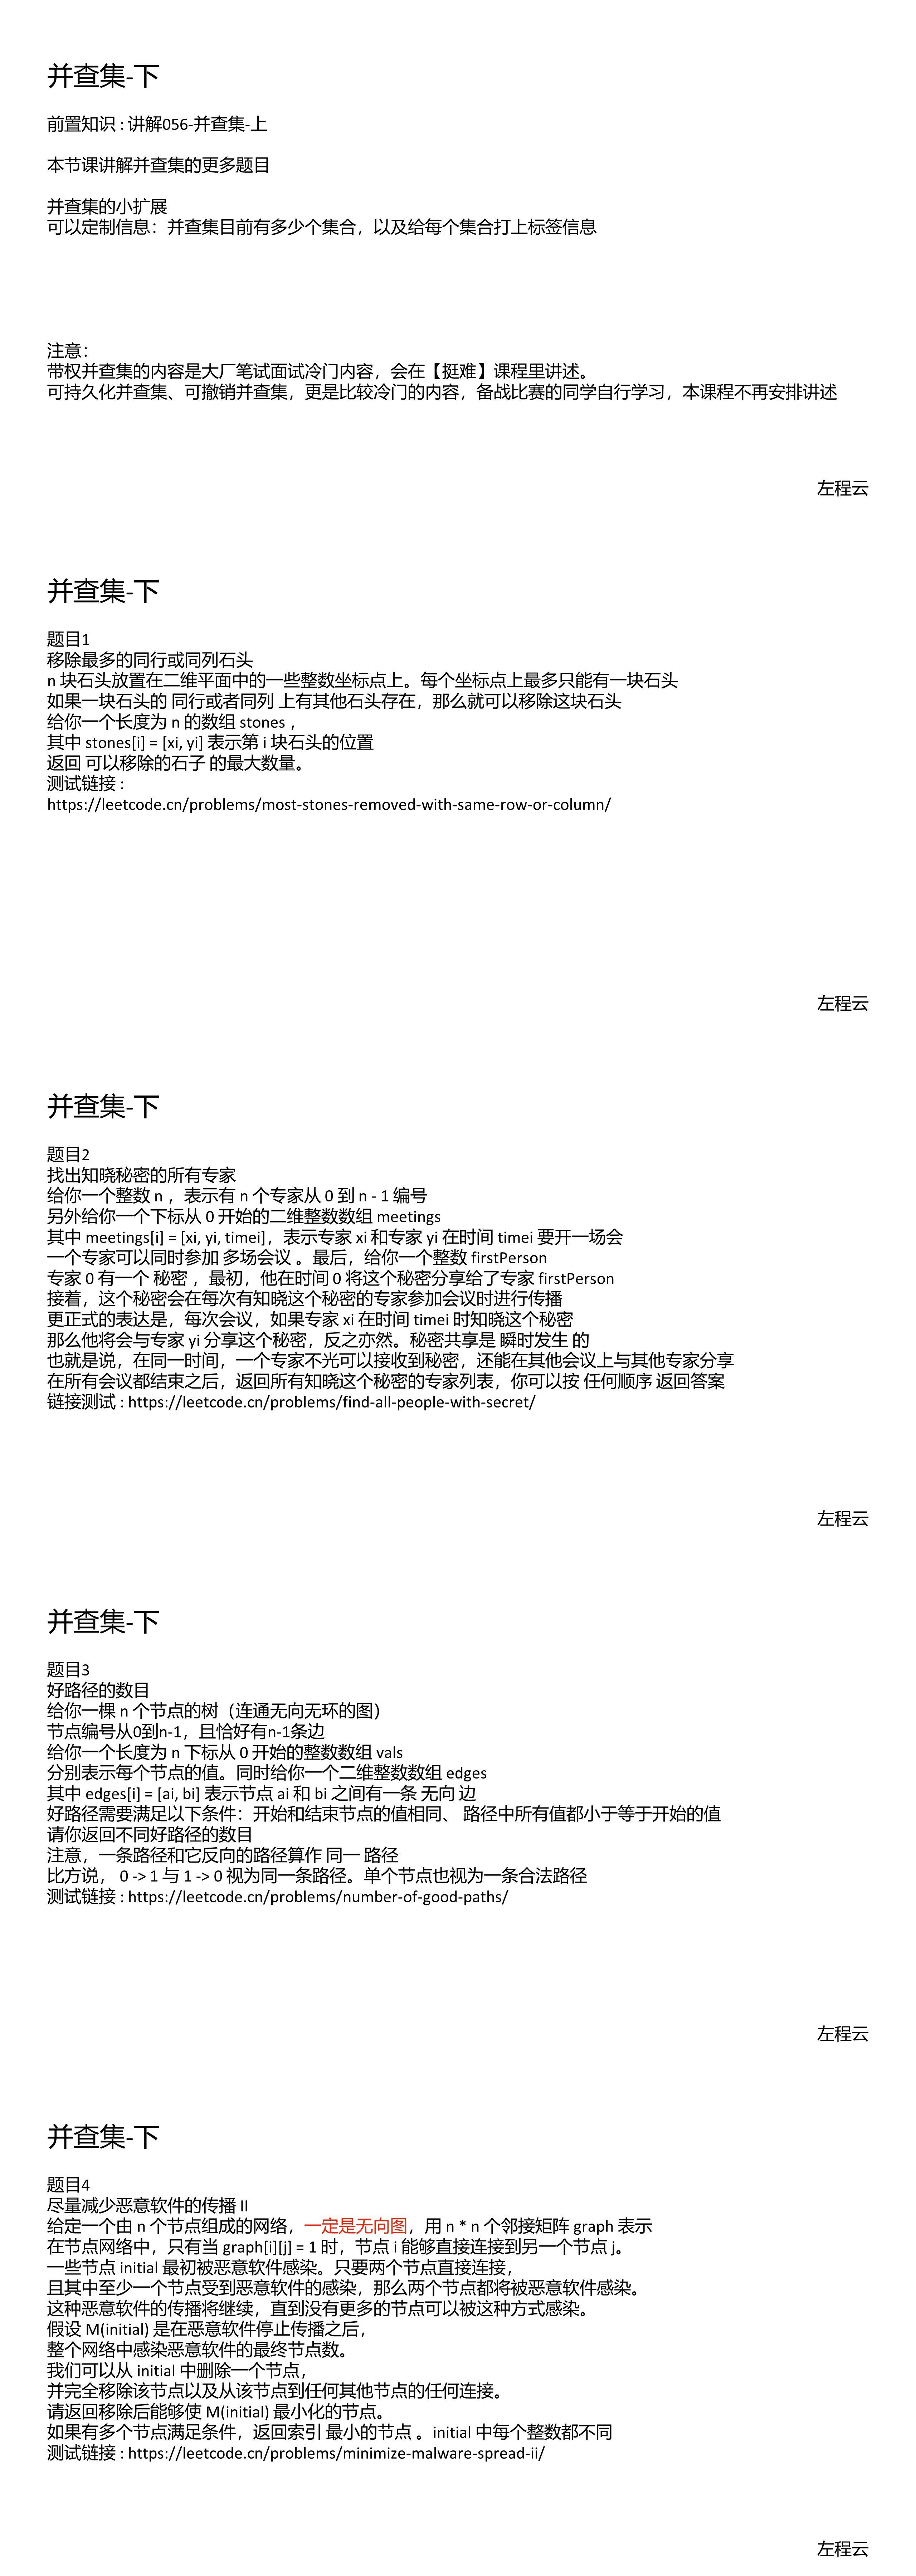 并查集-下
前置知识 : 讲解056-并查集-上
本节课讲解并查集的更多题目
并查集的小扩展
可以定制信息：并查集目前有多少个集合，以及给每个集合打上标签信息
注意：
带权并查集的内容是大厂笔试面试冷门内容，会在【挺难】课程里讲述。
可持久化并查集、可撤销并查集，更是比较冷门的内容，备战比赛的同学自行学习，本课程不再安排讲述
左程云
并查集-下
题目1
移除最多的同行或同列石头
n 块石头放置在二维平面中的一些整数坐标点上。每个坐标点上最多只能有一块石头
如果一块石头的 同行或者同列 上有其他石头存在，那么就可以移除这块石头
给你一个长度为 n 的数组 stones ，
其中 stones[i] = [xi, yi] 表示第 i 块石头的位置
返回 可以移除的石子 的最大数量。
测试链接 :
https://leetcode.cn/problems/most-stones-removed-with-same-row-or-column/
左程云
并查集-下
题目2
找出知晓秘密的所有专家
给你一个整数 n ，表示有 n 个专家从 0 到 n - 1 编号
另外给你一个下标从 0 开始的二维整数数组 meetings
其中 meetings[i] = [xi, yi, timei]，表示专家 xi 和专家 yi 在时间 timei 要开一场会
一个专家可以同时参加 多场会议 。最后，给你一个整数 firstPerson
专家 0 有一个 秘密 ，最初，他在时间 0 将这个秘密分享给了专家 firstPerson
接着，这个秘密会在每次有知晓这个秘密的专家参加会议时进行传播
更正式的表达是，每次会议，如果专家 xi 在时间 timei 时知晓这个秘密
那么他将会与专家 yi 分享这个秘密，反之亦然。秘密共享是 瞬时发生 的
也就是说，在同一时间，一个专家不光可以接收到秘密，还能在其他会议上与其他专家分享
在所有会议都结束之后，返回所有知晓这个秘密的专家列表，你可以按 任何顺序 返回答案
链接测试 : https://leetcode.cn/problems/find-all-people-with-secret/
左程云
并查集-下
题目3
好路径的数目
给你一棵 n 个节点的树（连通无向无环的图）
节点编号从0到n-1，且恰好有n-1条边
给你一个长度为 n 下标从 0 开始的整数数组 vals
分别表示每个节点的值。同时给你一个二维整数数组 edges
其中 edges[i] = [ai, bi] 表示节点 ai 和 bi 之间有一条 无向 边
好路径需要满足以下条件：开始和结束节点的值相同、 路径中所有值都小于等于开始的值
请你返回不同好路径的数目
注意，一条路径和它反向的路径算作 同一 路径
比方说， 0 -> 1 与 1 -> 0 视为同一条路径。单个节点也视为一条合法路径
测试链接 : https://leetcode.cn/problems/number-of-good-paths/
左程云
并查集-下
题目4
尽量减少恶意软件的传播 II
给定一个由 n 个节点组成的网络，一定是无向图，用 n * n 个邻接矩阵 graph 表示
在节点网络中，只有当 graph[i][j] = 1 时，节点 i 能够直接连接到另一个节点 j。
一些节点 initial 最初被恶意软件感染。只要两个节点直接连接，
且其中至少一个节点受到恶意软件的感染，那么两个节点都将被恶意软件感染。
这种恶意软件的传播将继续，直到没有更多的节点可以被这种方式感染。
假设 M(initial) 是在恶意软件停止传播之后，
整个网络中感染恶意软件的最终节点数。
我们可以从 initial 中删除一个节点，
并完全移除该节点以及从该节点到任何其他节点的任何连接。
请返回移除后能够使 M(initial) 最小化的节点。
如果有多个节点满足条件，返回索引 最小的节点 。initial 中每个整数都不同
测试链接 : https://leetcode.cn/problems/minimize-malware-spread-ii/
左程云